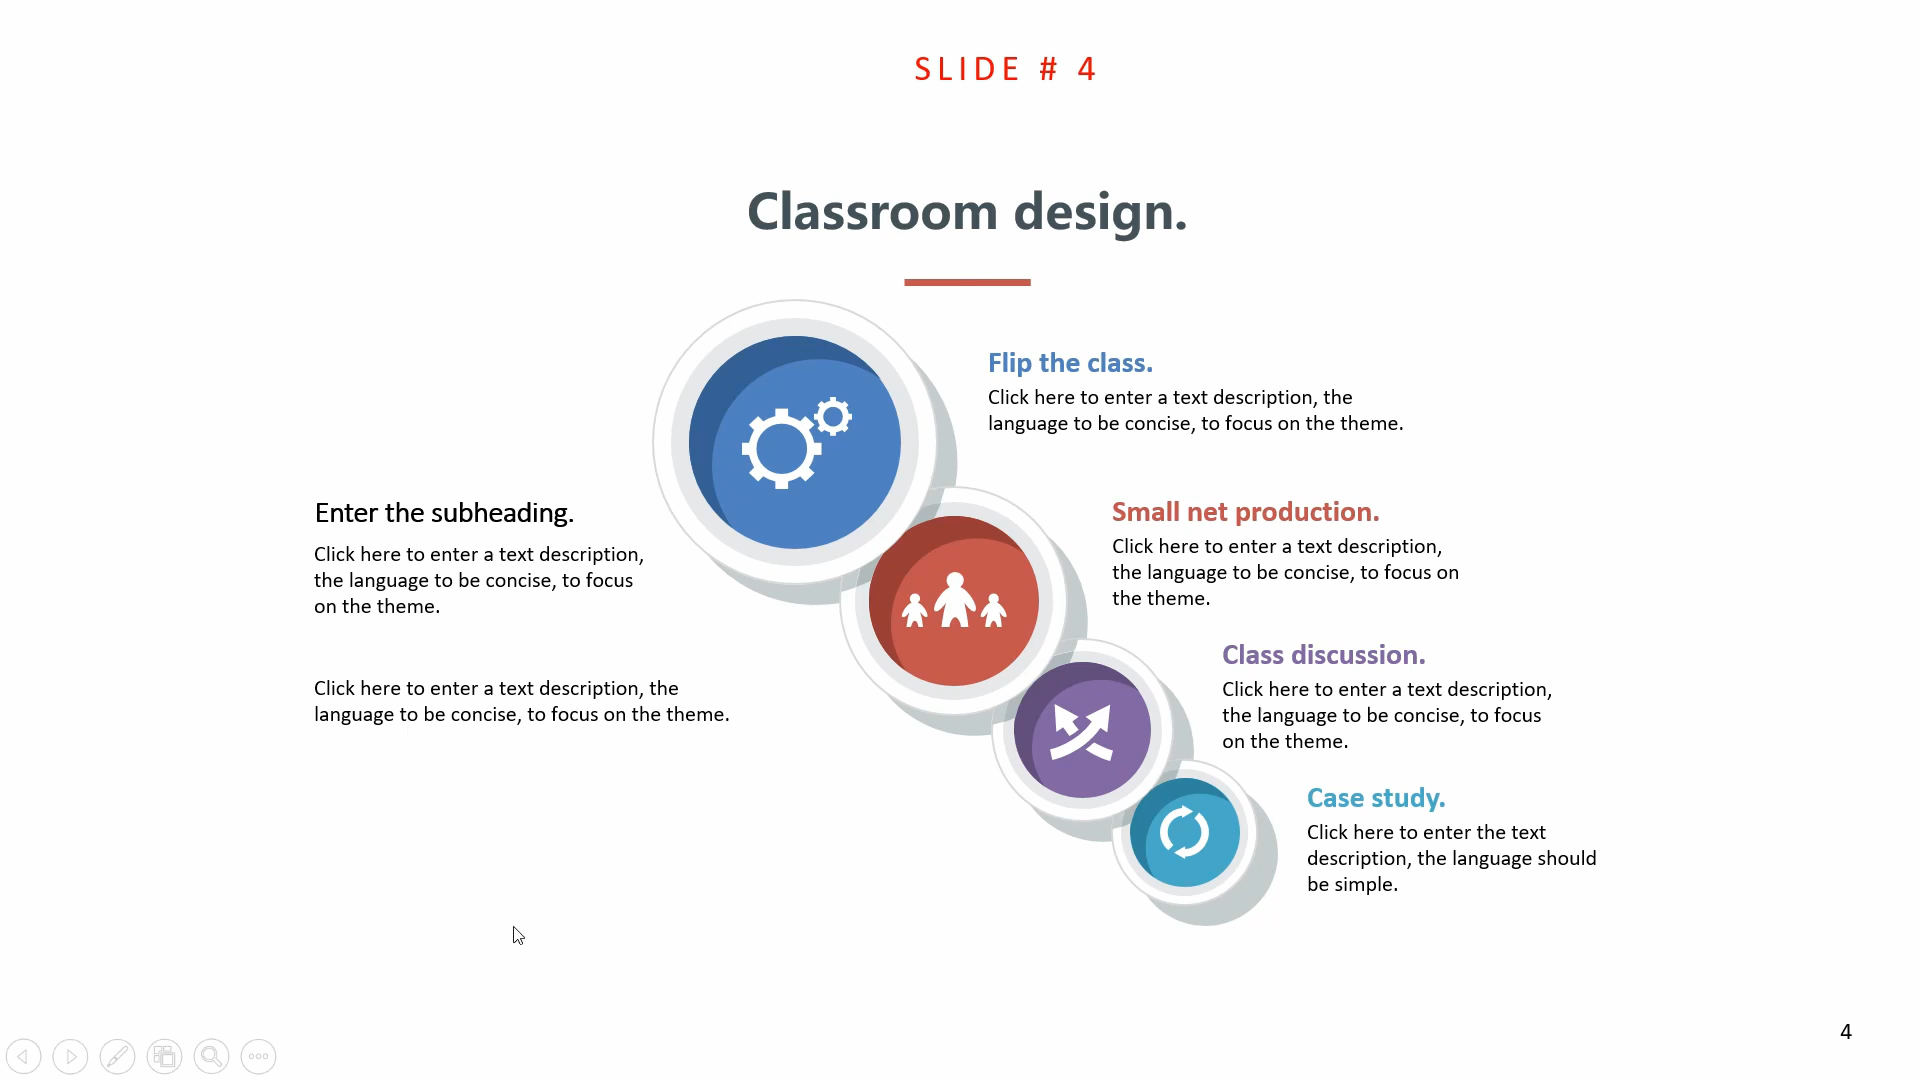 SLIDE # 4
Classroom design.
Flip the class.
Click here to enter a text description, the
language to be concise, to focus on the theme.
Enter the subheading.
Click here to enter a text description,
the language to be concise, to focus
on the theme.
Click here to enter a text description, the
language to be concise, to focus on the theme.
Small net production.
Click here to enter a text description,
the language to be concise, to focus on
the theme.
Class discussion.
Click here to enter a text description,
the language to be concise, to focus
on the theme.
Case study.
Click here to enter the text
description, the language should
be simple.
4